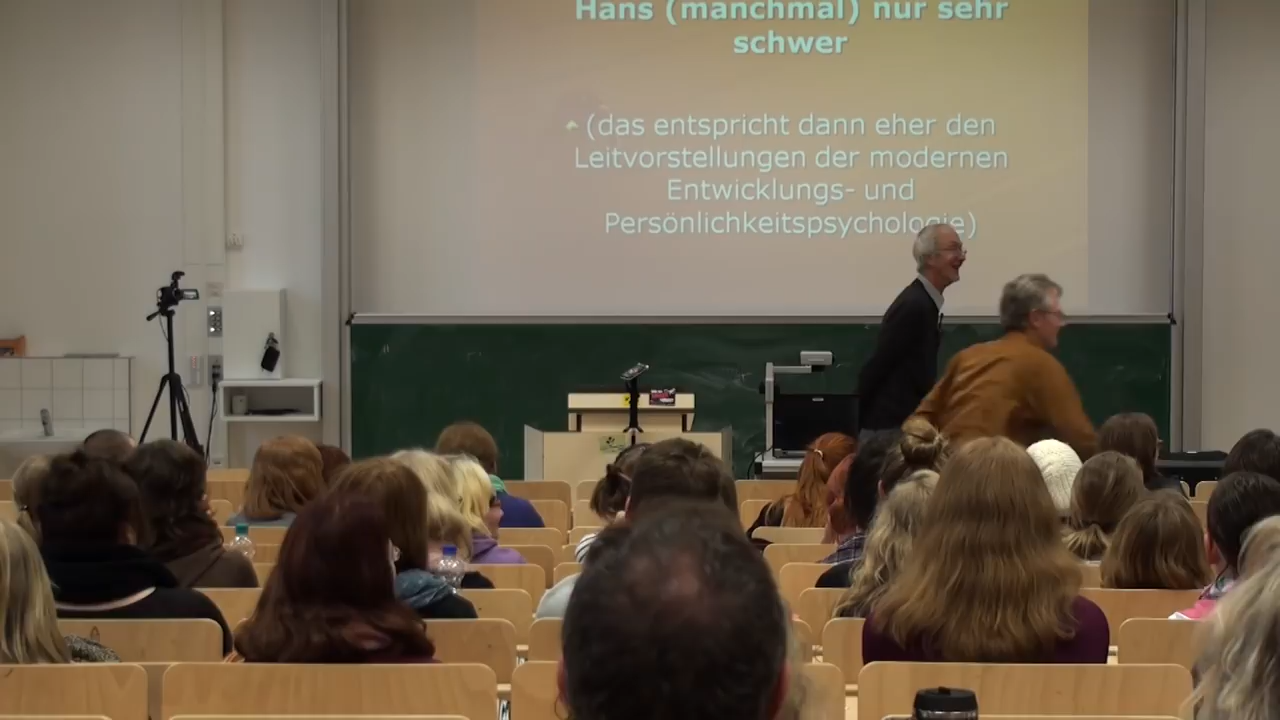 Hans (manchmal) nur sehr
schwer
(das entspricht dann eher den
Leitvorstellungen der modernen
Entwicklungs- und
Persönlichkeitspsychologie)